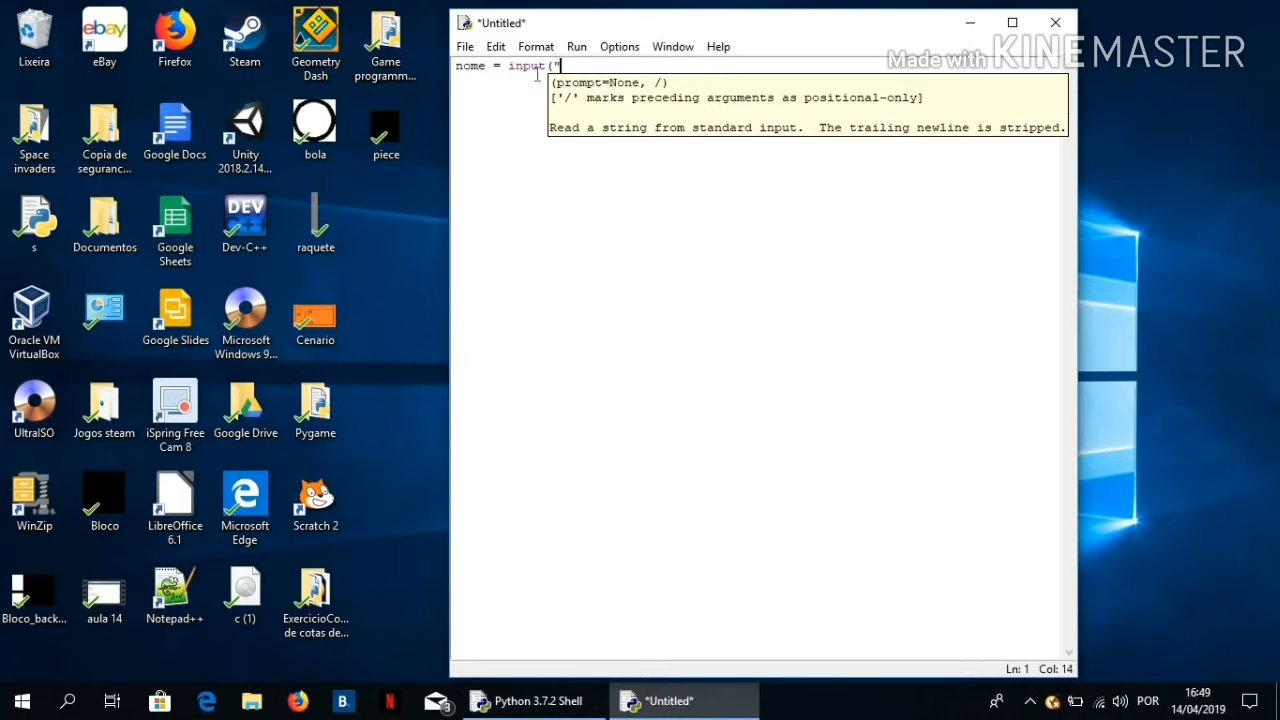 *Untitled*
File Edit Format Run Options Window Help
Made with KINEMASTER
nome = input("
(prompt=None, /)
['/' marks preceding arguments as positional-only]
Read a string from standard input.  The trailing newline is stripped.
Lixeira
eBay
Firefox
Steam
Geometry
Dash
Game
programm...
Space
invaders
Copia de
seguranc...
Google Docs
Unity
2018.2.14...
bola
piece
s
Documentos
Google
Sheets
DEV
Dev-C++
raquete
Oracle VM
VirtualBox
Google Slides
Microsoft
Windows 9...
Cenario
UltraISO
Jogos steam
iSpring Free
Cam 8
Google Drive
Pygame
WinZip
Bloco
LibreOffice
6.1
Microsoft
Edge
Scratch 2
Bloco_back...
aula 14
Notepad++
c (1)
ExercicioCo...
de cotas de...
Ln: 1 Col: 14
B.
N
3
Python 3.7.2 Shell
*Untitled*
POR
16:49
14/04/2019